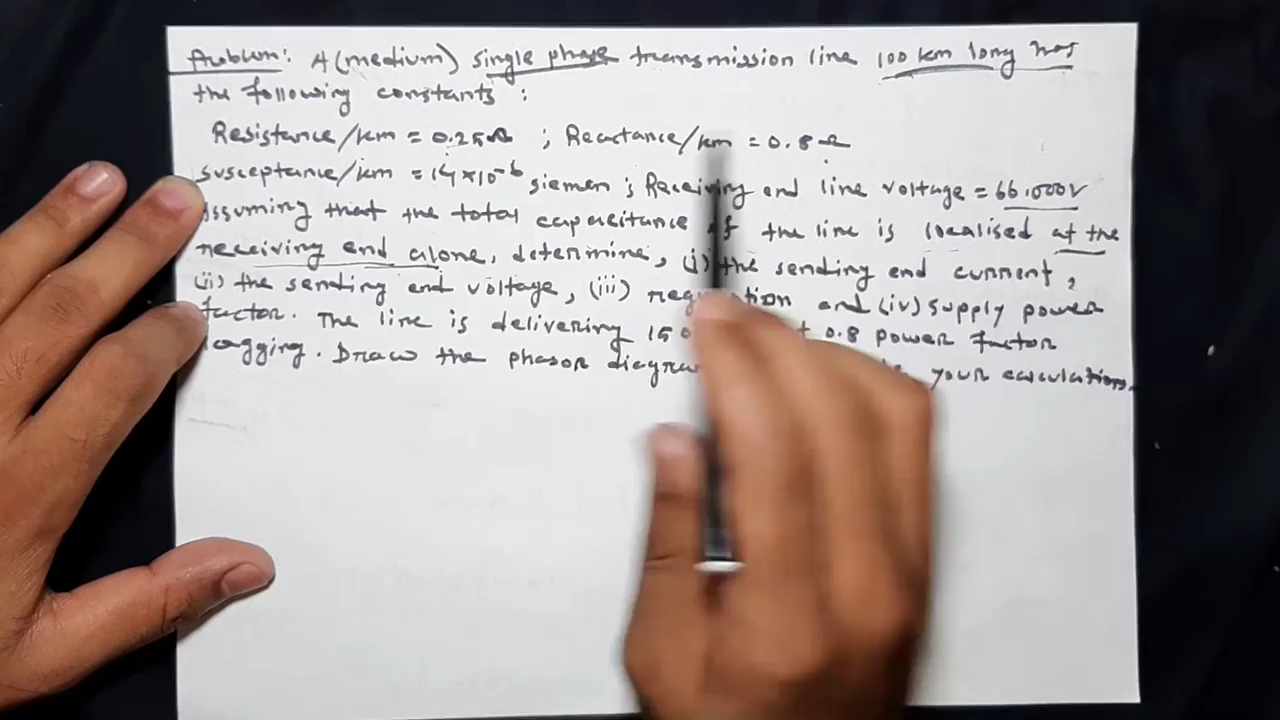 Problem: A (medium) single phase transmission line 100 km long has
the following constants :
Resistance/km = 0.25Ω ; Reactance/km = 0.8Ω
Susceptance/km = 14×10⁻⁶ siemen ; Receiving end line voltage = 66,000V
Assuming that the total capacitance of the line is localised at the
receiving end alone, determine, (i) the sending end current,
(ii) the sending end voltage, (iii) regulation and (iv) supply power
factor. The line is delivering 0.8 power factor
lagging. Draw the phasor diagram your calculations.